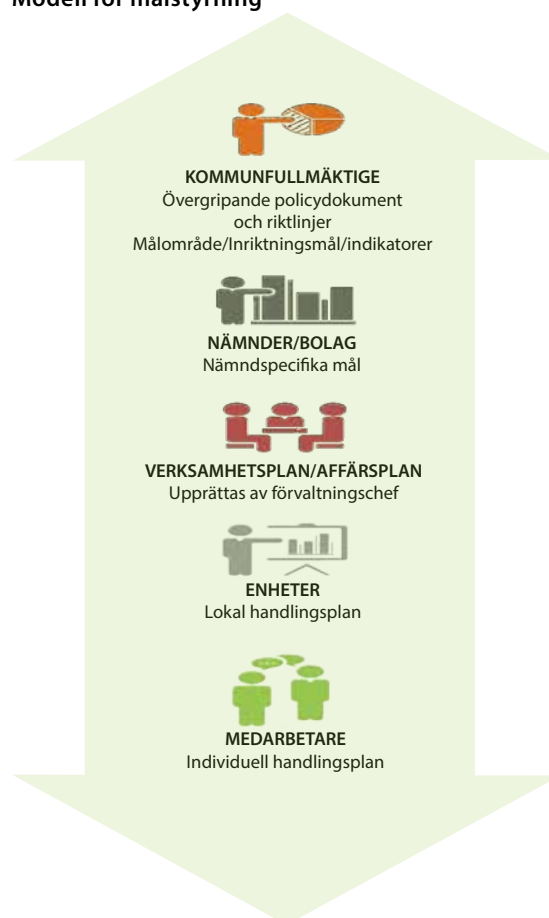 Modell för målstyrning
KOMMUNFULLMÄKTIGE
Övergripande policydokument
och riktlinjer
Målområde/Inriktningsmål/indikatorer
NÄMNDER/BOLAG
Nämndspecifika mål
VERKSAMHETSPLAN/AFFÄRSPLAN
Upprättas av förvaltningschef
ENHETER
Lokal handlingsplan
MEDARBETARE
Individuell handlingsplan